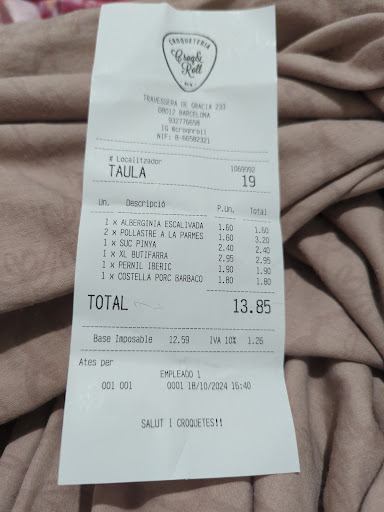 CROQUETERIA
Croq&
Roll
BCN
TRAVESSERA DE GRACIA 233
08012 BARCELONA
932776658
IG @croqnroll
NIF: B-66582321
# Localitzador 1069992
TAULA 19
Un. Descripció P.Un. Total
1 x ALBERGINIA ESCALIVADA 1.60 1.60
2 x POLLASTRE A LA PARMES 1.60 3.20
1 x SUC PINYA 2.40 2.40
1 x XL BUTIFARRA 2.95 2.95
1 x PERNIL IBERIC 1.90 1.90
1 x COSTELLA PORC BARBACO 1.80 1.80
TOTAL 13.85
Base Imposable 12.59 IVA 10% 1.26
Ates per
EMPLEADO 1
001 001 0001 18/10/2024 16:40
SALUT I CROQUETES!!